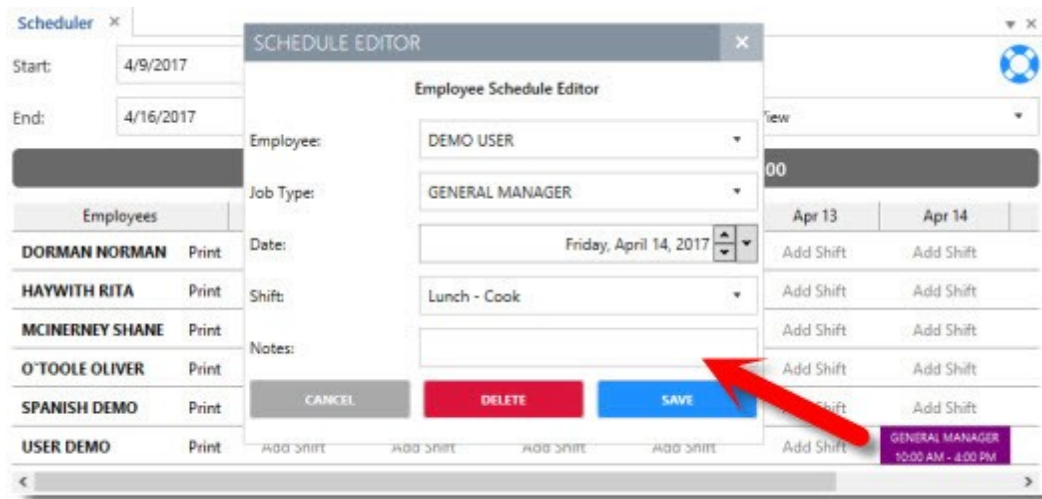 Scheduler ×
SCHEDULE EDITOR ×
Start: 4/9/2017
Employee Schedule Editor
End: 4/16/2017
Employee: DEMO USER
Job Type: GENERAL MANAGER
00
Employees Apr 13 Apr 14
Date: Friday, April 14, 2017
DORMAN NORMAN Print Add Shift Add Shift
Shift: Lunch - Cook
HAYWITH RITA Print Add Shift Add Shift
MCINERNEY SHANE Print Add Shift Add Shift
Notes:
O'TOOLE OLIVER Print Add Shift Add Shift
CANCEL DELETE SAVE
SPANISH DEMO Print Shift Add Shift
USER DEMO Print Add Shift Add Shift Add Shift Add Shift Add Shift GENERAL MANAGER
10:00 AM - 4:00 PM